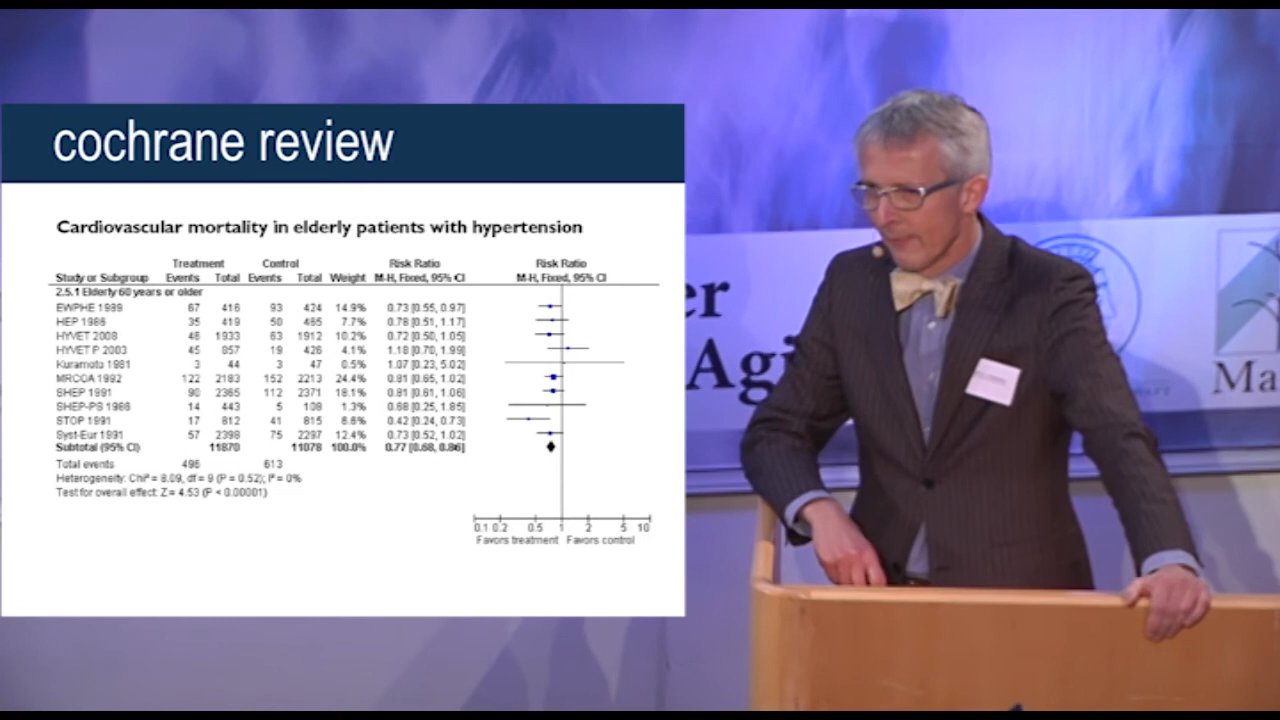 cochrane review
Cardiovascular mortality in elderly patients with hypertension
Treatment Control Risk Ratio Risk Ratio
Study or Subgroup Events Total Events Total Weight M-H, Fixed, 95% CI M-H, Fixed, 95% CI
2.5.1 Elderly 60 years or older
EWPHE 1989 67 416 93 424 14.9% 0.73 [0.55, 0.97]
HEP 1986 35 419 50 465 7.7% 0.78 [0.51, 1.17]
HYVET 2008 46 1933 63 1912 10.2% 0.72 [0.50, 1.05]
HYVET P 2003 45 857 19 426 4.1% 1.18 [0.70, 1.99]
Kuramoto 1981 3 44 3 47 0.5% 1.07 [0.23, 5.02]
MRCOA 1992 122 2183 152 2213 24.4% 0.81 [0.65, 1.02]
SHEP 1991 90 2365 112 2371 18.1% 0.81 [0.61, 1.06]
SHEP-PS 1986 14 443 5 108 1.3% 0.68 [0.25, 1.85]
STOP 1991 17 812 41 815 6.6% 0.42 [0.24, 0.73]
Syst-Eur 1991 57 2398 75 2297 12.4% 0.73 [0.52, 1.02]
Subtotal (95% CI) 11870 11078 100.0% 0.77 [0.68, 0.86]
Total events 496 613
Heterogeneity: Chi² = 8.09, df = 9 (P = 0.52); I² = 0%
Test for overall effect: Z = 4.53 (P < 0.00001)
0.1 0.2 0.5 1 2 5 10
Favors treatment Favors control
er
Agi
Ma